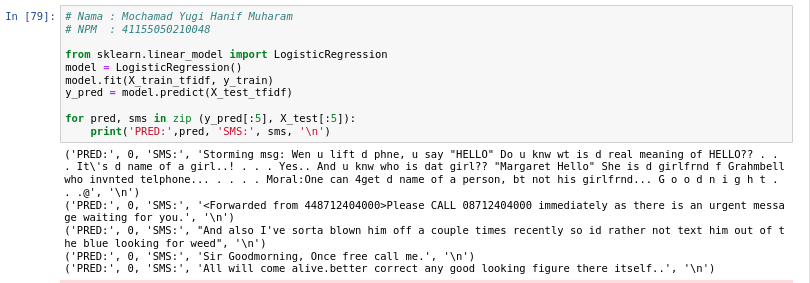 In [79]:
# Nama : Mochamad Yugi Hanif Muharam
# NPM  : 41155050210048
from sklearn.linear_model import LogisticRegression
model = LogisticRegression()
model.fit(X_train_tfidf, y_train)
y_pred = model.predict(X_test_tfidf)
for pred, sms in zip (y_pred[:5], X_test[:5]):
    print('PRED:',pred, 'SMS:', sms, '\n')
('PRED:', 0, 'SMS:', 'Storming msg: Wen u lift d phne, u say "HELLO" Do u knw wt is d real meaning of HELLO?? . .
. It\'s d name of a girl..! . . . Yes.. And u knw who is dat girl?? "Margaret Hello" She is d girlfrnd f Grahmbell
who invnted telphone... . . . . Moral:One can 4get d name of a person, bt not his girlfrnd... G o o d n i g h t .
. .@', '\n')
('PRED:', 0, 'SMS:', '<Forwarded from 448712404000>Please CALL 08712404000 immediately as there is an urgent messa
ge waiting for you.', '\n')
('PRED:', 0, 'SMS:', "And also I've sorta blown him off a couple times recently so id rather not text him out of t
he blue looking for weed", '\n')
('PRED:', 0, 'SMS:', 'Sir Goodmorning, Once free call me.', '\n')
('PRED:', 0, 'SMS:', 'All will come alive.better correct any good looking figure there itself..', '\n')